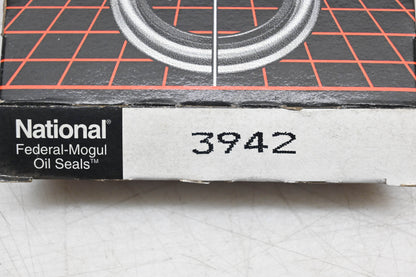 National®
Federal-Mogul
Oil Seals™
3942